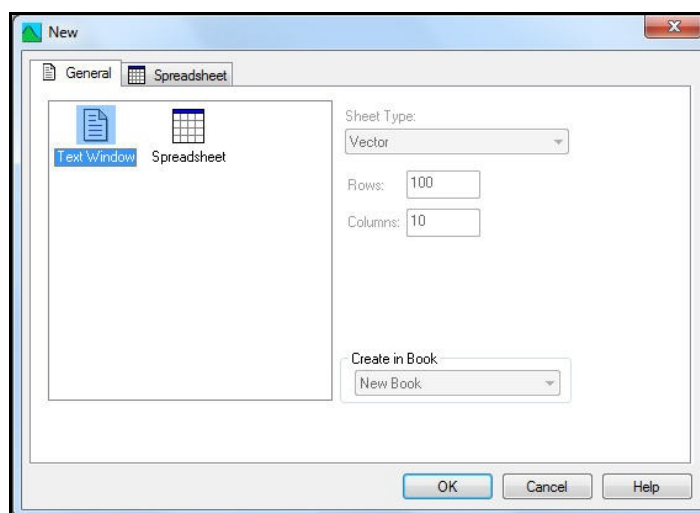 New
General Spreadsheet
Text Window Spreadsheet
Sheet Type:
Vector
Rows: 100
Columns: 10
Create in Book
New Book
OK Cancel Help